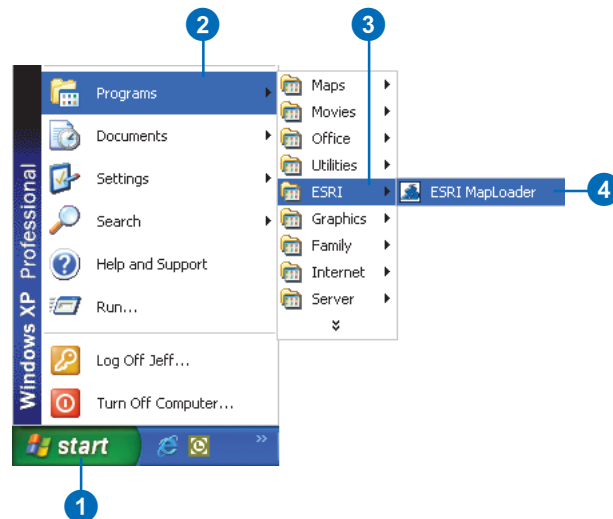 2
3
Programs
Documents
Settings
Search
Help and Support
Run...
Log Off Jeff...
Turn Off Computer...
Windows XP Professional
Maps
Movies
Office
Utilities
ESRI
Graphics
Family
Internet
Server
ESRI MapLoader
4
start
1